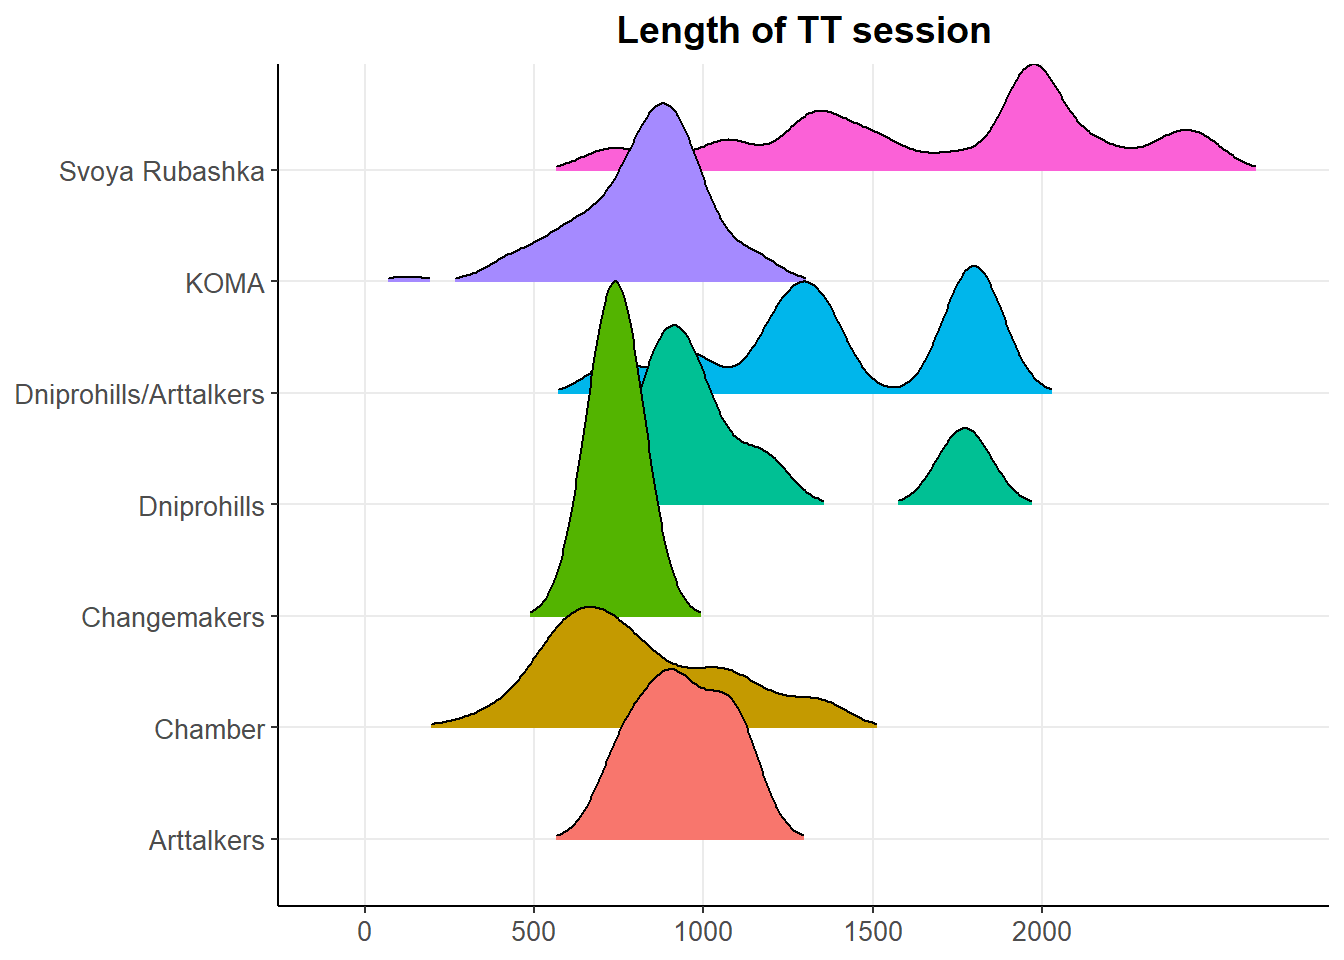 Length of TT session
Svoya Rubashka
KOMA
Dniprohills/Arttalkers
Dniprohills
Changemakers
Chamber
Arttalkers
0 500 1000 1500 2000